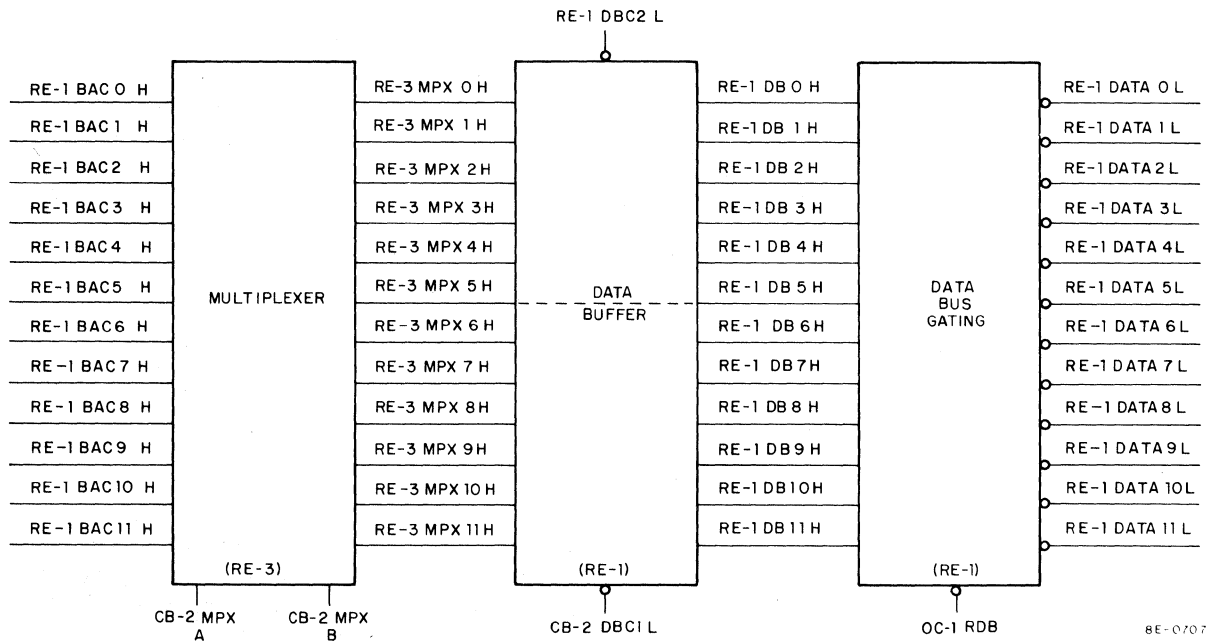 RE-1 DBC2 L
RE-1 BAC 0 H RE-3 MPX 0 H RE-1 DB 0 H RE-1 DATA 0 L
RE-1 BAC1 H RE-3 MPX 1 H RE-1 DB 1 H RE-1 DATA 1 L
RE-1 BAC2 H RE-3 MPX 2 H RE-1 DB 2 H RE-1 DATA 2 L
RE-1 BAC3 H RE-3 MPX 3 H RE-1 DB 3 H RE-1 DATA 3 L
RE-1 BAC4 H RE-3 MPX 4 H RE-1 DB 4 H RE-1 DATA 4 L
RE-1 BAC5 H MULTIPLEXER RE-3 MPX 5 H DATA RE-1 DB 5 H DATA RE-1 DATA 5 L
BUFFER BUS
RE-1 BAC6 H RE-3 MPX 6 H RE-1 DB 6 H GATING RE-1 DATA 6 L
RE-1 BAC7 H RE-3 MPX 7 H RE-1 DB 7 H RE-1 DATA 7 L
RE-1 BAC8 H RE-3 MPX 8 H RE-1 DB 8 H RE-1 DATA 8 L
RE-1 BAC9 H RE-3 MPX 9 H RE-1 DB 9 H RE-1 DATA 9 L
RE-1 BAC10 H RE-3 MPX 10 H RE-1 DB 10 H RE-1 DATA 10 L
RE-1 BAC11 H RE-3 MPX 11 H RE-1 DB 11 H RE-1 DATA 11 L
(RE-3) (RE-1) (RE-1)
CB-2 MPX A CB-2 MPX B CB-2 DBC1 L OC-1 RDB
8E-0707